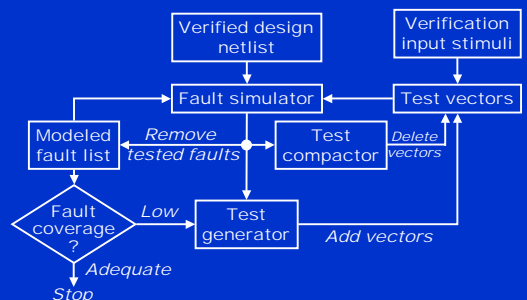 Verified design
netlist
Verification
input stimuli
Fault simulator
Test vectors
Modeled
fault list
Remove
tested faults
Test
compactor
Delete
vectors
Fault
coverage
?
Low
Test
generator
Add vectors
Adequate
Stop